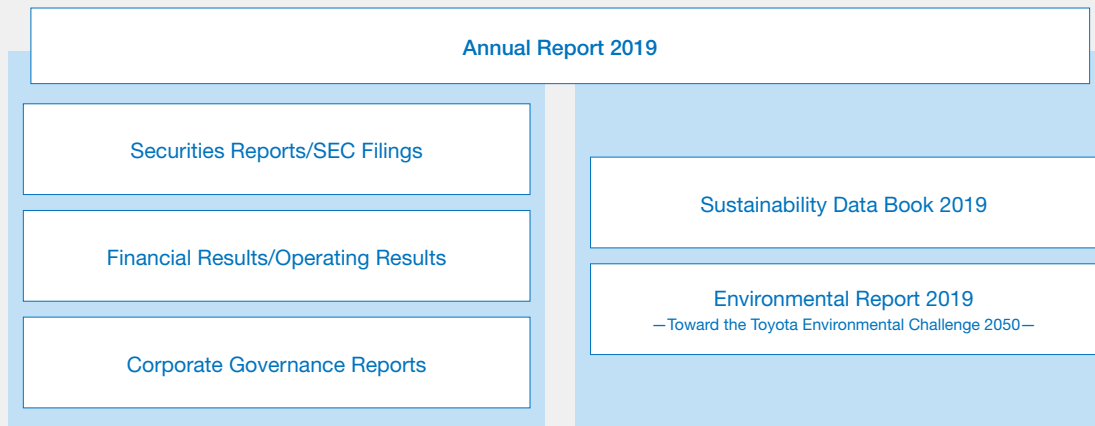 Annual Report 2019
Securities Reports/SEC Filings
Financial Results/Operating Results
Corporate Governance Reports
Sustainability Data Book 2019
Environmental Report 2019
—Toward the Toyota Environmental Challenge 2050—